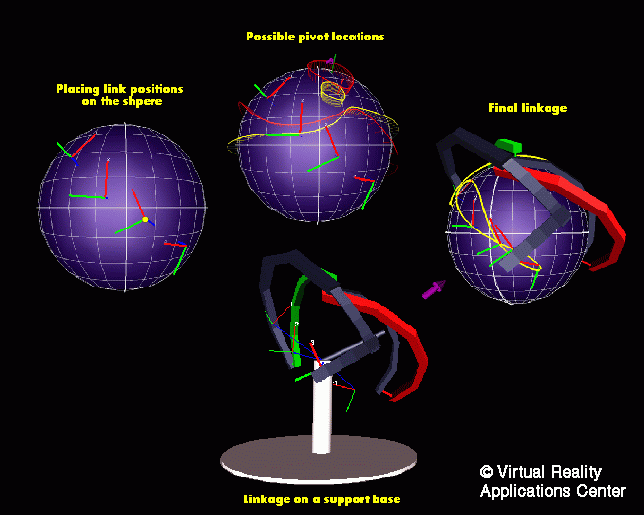 Possible pivot locations
Placing link positions
on the shpere
Final linkage
Linkage on a support base
© Virtual Reality
Applications Center